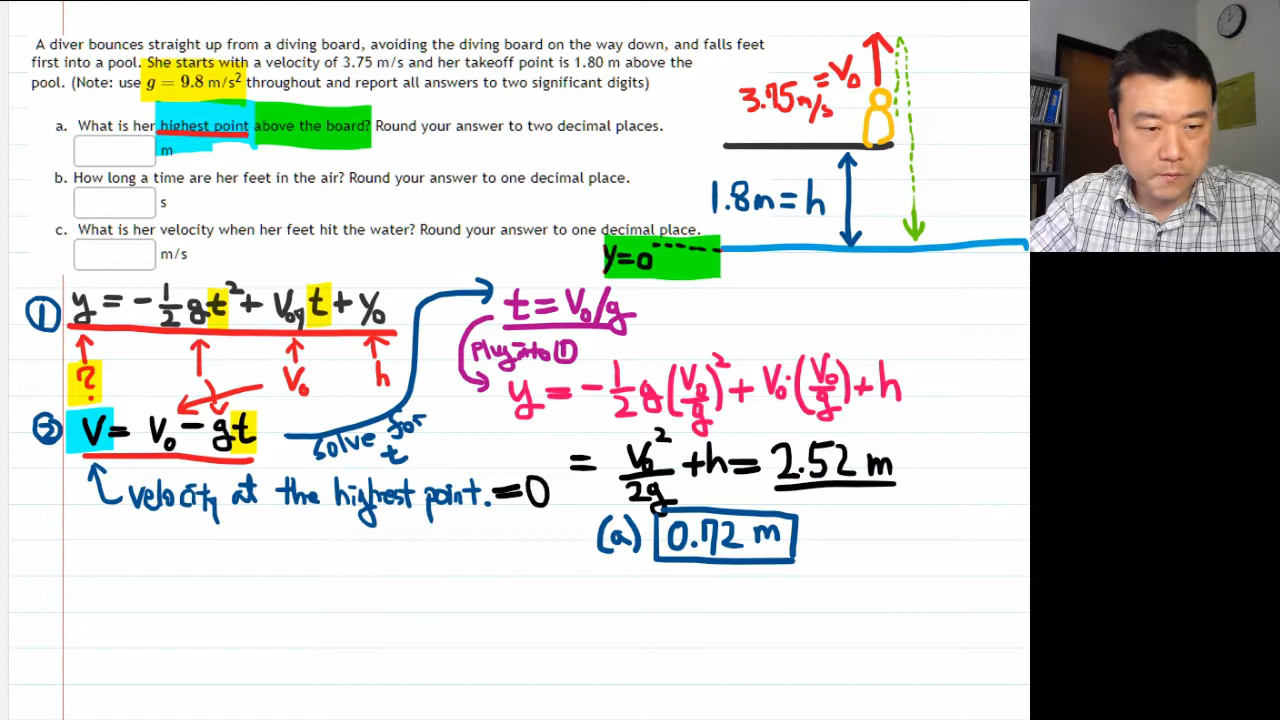 A diver bounces straight up from a diving board, avoiding the diving board on the way down, and falls feet
first into a pool. She starts with a velocity of 3.75 m/s and her takeoff point is 1.80 m above the
pool. (Note: use g = 9.8 m/s² throughout and report all answers to two significant digits)
a. What is her highest point above the board? Round your answer to two decimal places.
m
b. How long a time are her feet in the air? Round your answer to one decimal place.
s
c. What is her velocity when her feet hit the water? Round your answer to one decimal place.
m/s
3.75m/s = V₀
1.8m = h
y=0
① y = -½gt² + V₀y t + y₀
? V₀ h
② V = V₀ - gt
solve for t
velocity at the highest point. = 0
t = V₀/g
Plug into ①
y = -½g(V₀/g)² + V₀·(V₀/g) + h
= V₀²/2g + h = 2.52 m
(a) 0.72 m